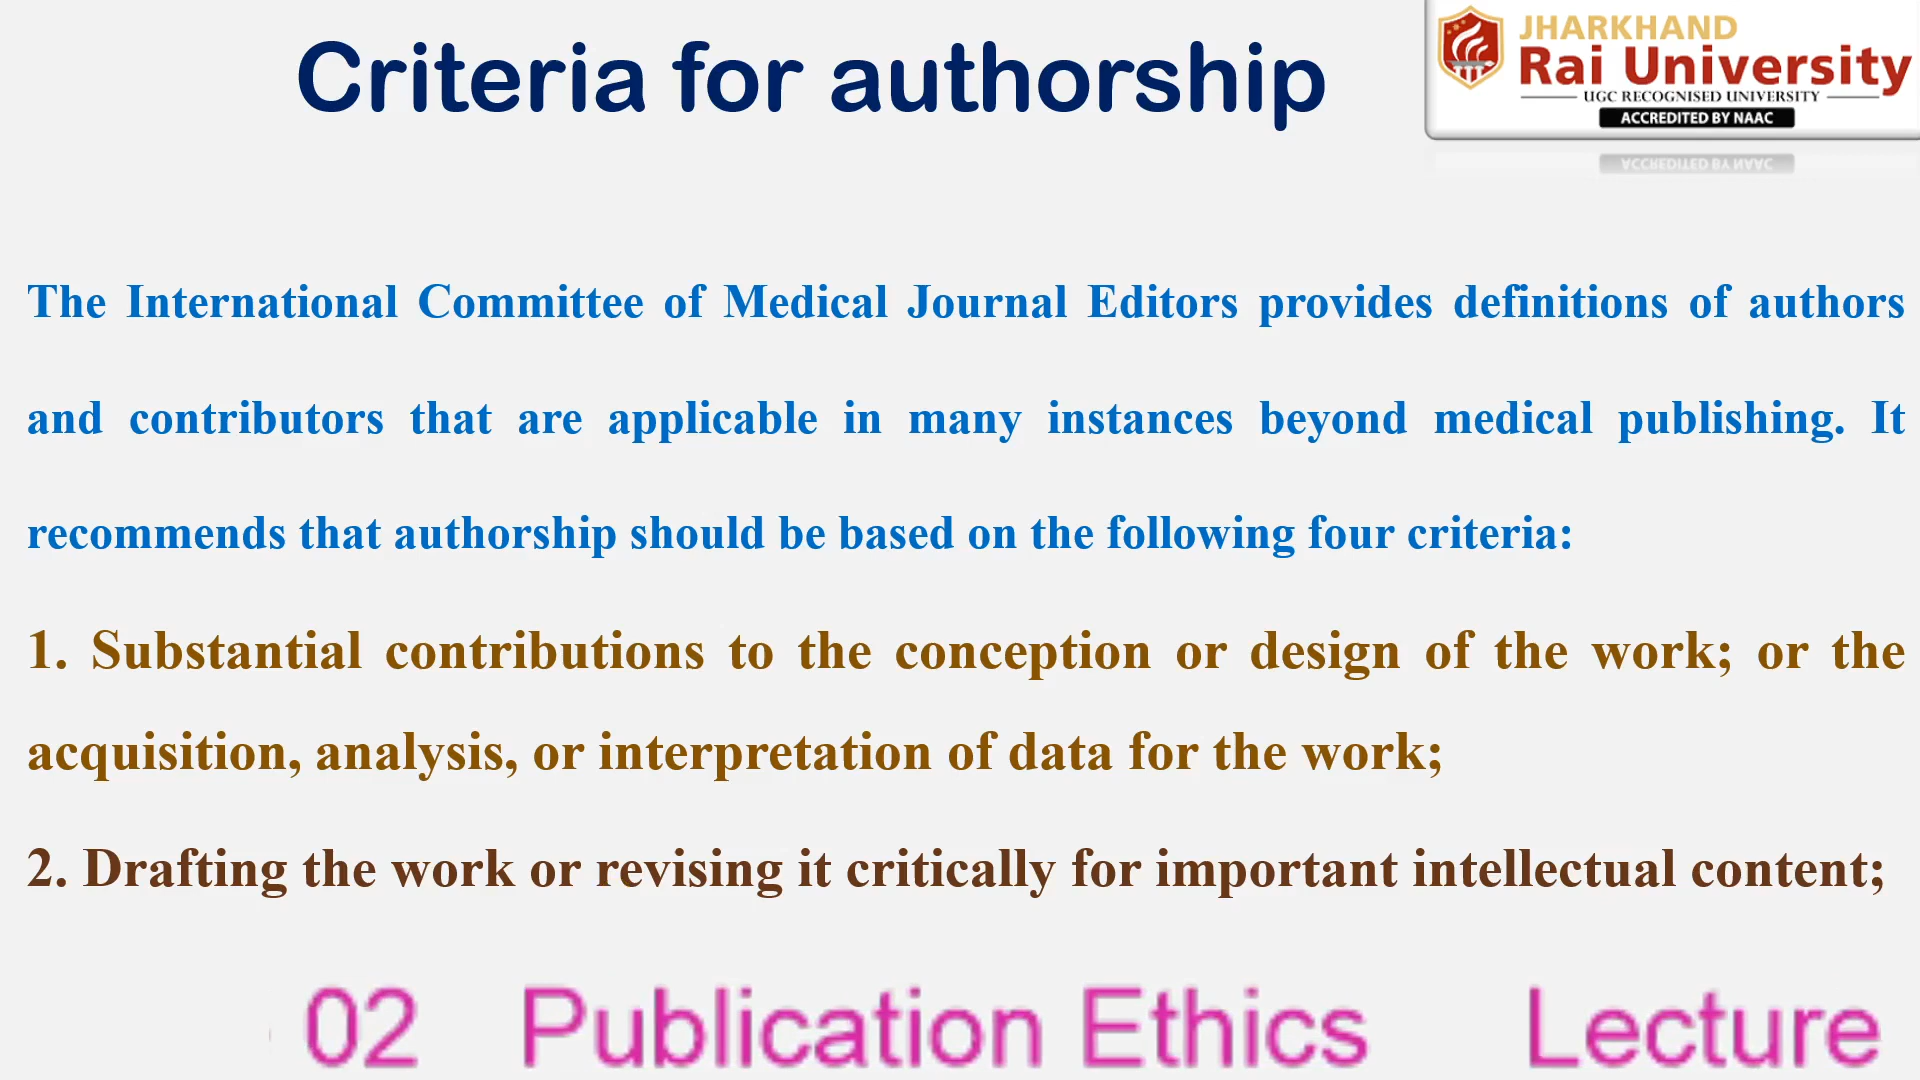 Criteria for authorship
JHARKHAND
Rai University
UGC RECOGNISED UNIVERSITY
ACCREDITED BY NAAC
The International Committee of Medical Journal Editors provides definitions of authors
and contributors that are applicable in many instances beyond medical publishing. It
recommends that authorship should be based on the following four criteria:
1. Substantial contributions to the conception or design of the work; or the
acquisition, analysis, or interpretation of data for the work;
2. Drafting the work or revising it critically for important intellectual content;
02 Publication Ethics Lecture